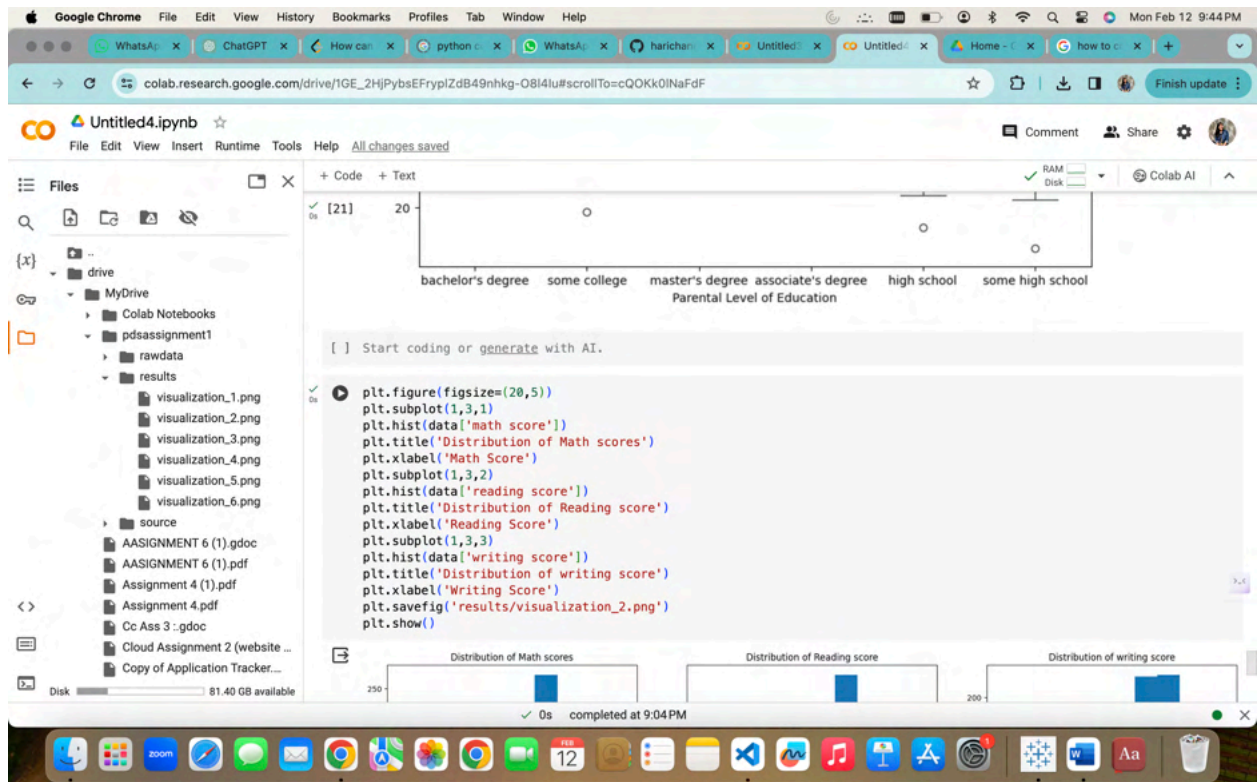 Google Chrome File Edit View History Bookmarks Profiles Tab Window Help Mon Feb 12 9:44 PM
WhatsAp ChatGPT How can python c WhatsAp harichan Untitled3 Untitled4 Home - how to c
colab.research.google.com/drive/1GE_2HjPybsEFryplZdB49nhkg-O8l4lu#scrollTo=cQOKk0lNaFdF Finish update
CO Untitled4.ipynb Comment Share
File Edit View Insert Runtime Tools Help All changes saved
Files + Code + Text RAM Disk Colab AI
[21] 20
0s
{x}
..
drive
MyDrive
Colab Notebooks
pdsassignment1
rawdata
results
visualization_1.png
visualization_2.png
visualization_3.png
visualization_4.png
visualization_5.png
visualization_6.png
source
AASIGNMENT 6 (1).gdoc
AASIGNMENT 6 (1).pdf
Assignment 4 (1).pdf
Assignment 4.pdf
Cc Ass 3 :.gdoc
Cloud Assignment 2 (website ...
Copy of Application Tracker....
Disk 81.40 GB available
bachelor's degree some college master's degree associate's degree high school some high school
Parental Level of Education
[ ] Start coding or generate with AI.
0s
plt.figure(figsize=(20,5))
plt.subplot(1,3,1)
plt.hist(data['math score'])
plt.title('Distribution of Math scores')
plt.xlabel('Math Score')
plt.subplot(1,3,2)
plt.hist(data['reading score'])
plt.title('Distribution of Reading score')
plt.xlabel('Reading Score')
plt.subplot(1,3,3)
plt.hist(data['writing score'])
plt.title('Distribution of writing score')
plt.xlabel('Writing Score')
plt.savefig('results/visualization_2.png')
plt.show()
Distribution of Math scores Distribution of Reading score Distribution of writing score
250 200
0s completed at 9:04 PM
zoom FEB 12 1 W Aa